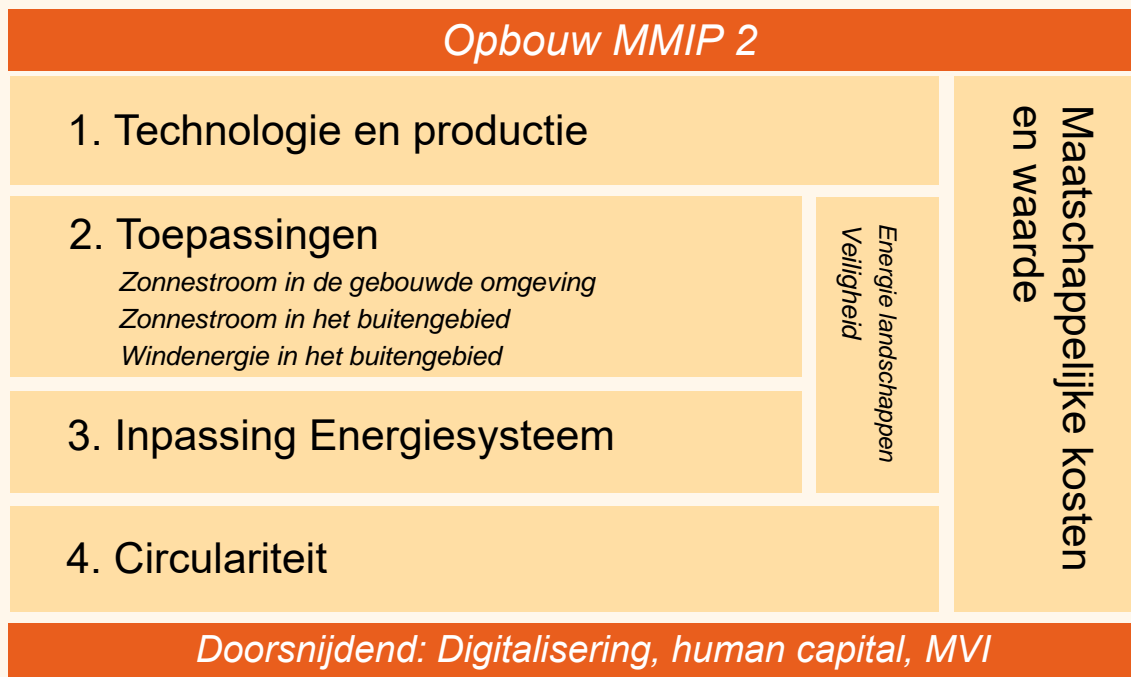 Opbouw MMIP 2
1. Technologie en productie
2. Toepassingen
Zonnestroom in de gebouwde omgeving
Zonnestroom in het buitengebied
Windenergie in het buitengebied
3. Inpassing Energiesysteem
4. Circulariteit
Energie landschappen
Veiligheid
Maatschappelijke kosten
en waarde
Doorsnijdend: Digitalisering, human capital, MVI